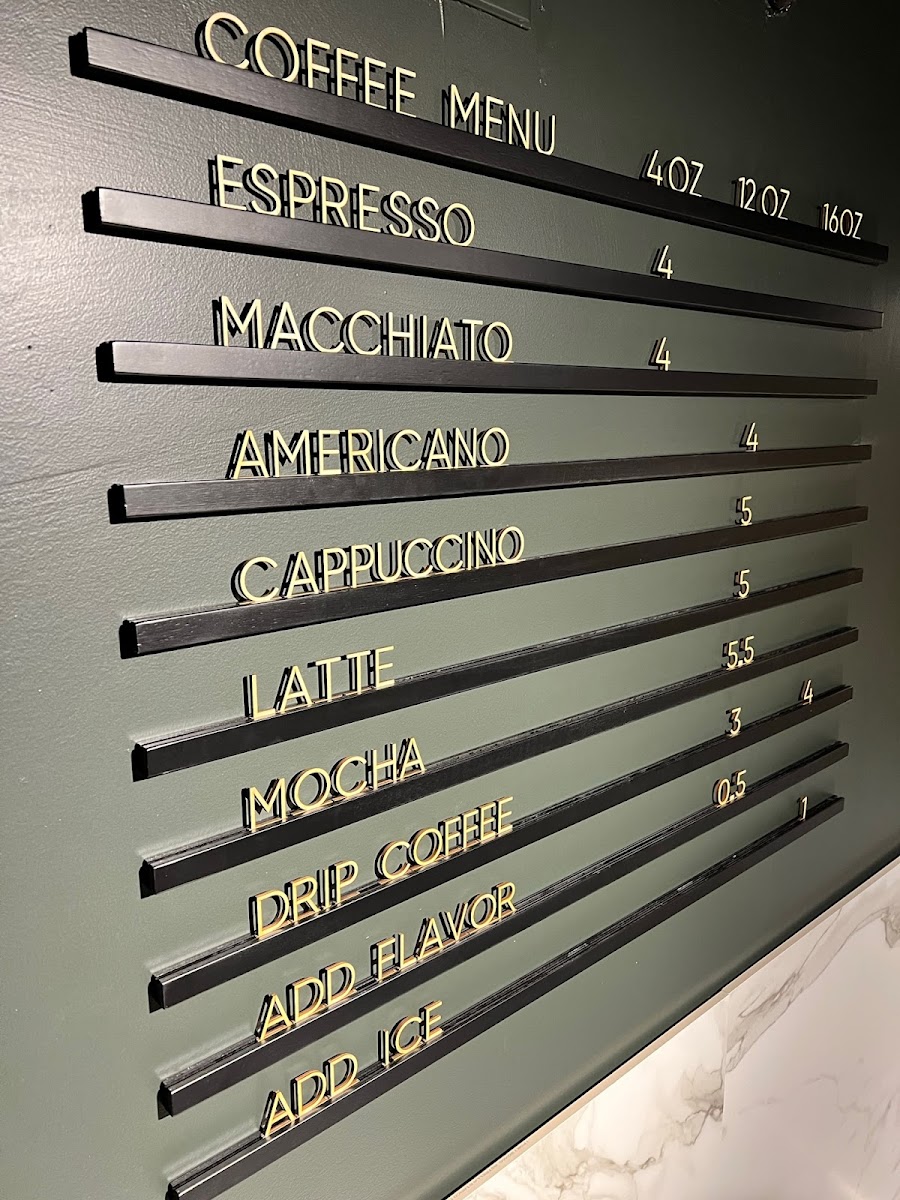 COFFEE MENU 4OZ 12OZ 16OZ
ESPRESSO 4
MACCHIATO 4
AMERICANO 4
CAPPUCCINO 5
LATTE 5
MOCHA 5.5
DRIP COFFEE 3 4
ADD FLAVOR 0.5
ADD ICE 1